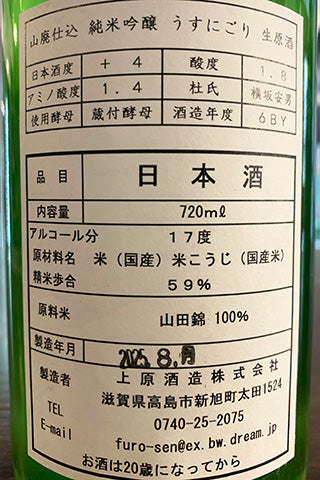 山廃仕込 純米吟醸 うすにごり 生原酒
日本酒度 +4 酸度 1.8
アミノ酸度 1.4 杜氏 横坂安男
使用酵母 蔵付酵母 酒造年度 6BY
品目 日本酒
内容量 720mℓ
アルコール分 17度
原材料名 米(国産)米こうじ(国産米)
精米歩合 59%
原料米 山田錦 100%
製造年月 2025.8.月
製造者 上原酒造株式会社
滋賀県高島市新旭町太田1524
TEL 0740-25-2075
E-mail furo-sen@ex.bw.dream.jp
お酒は20歳になってから